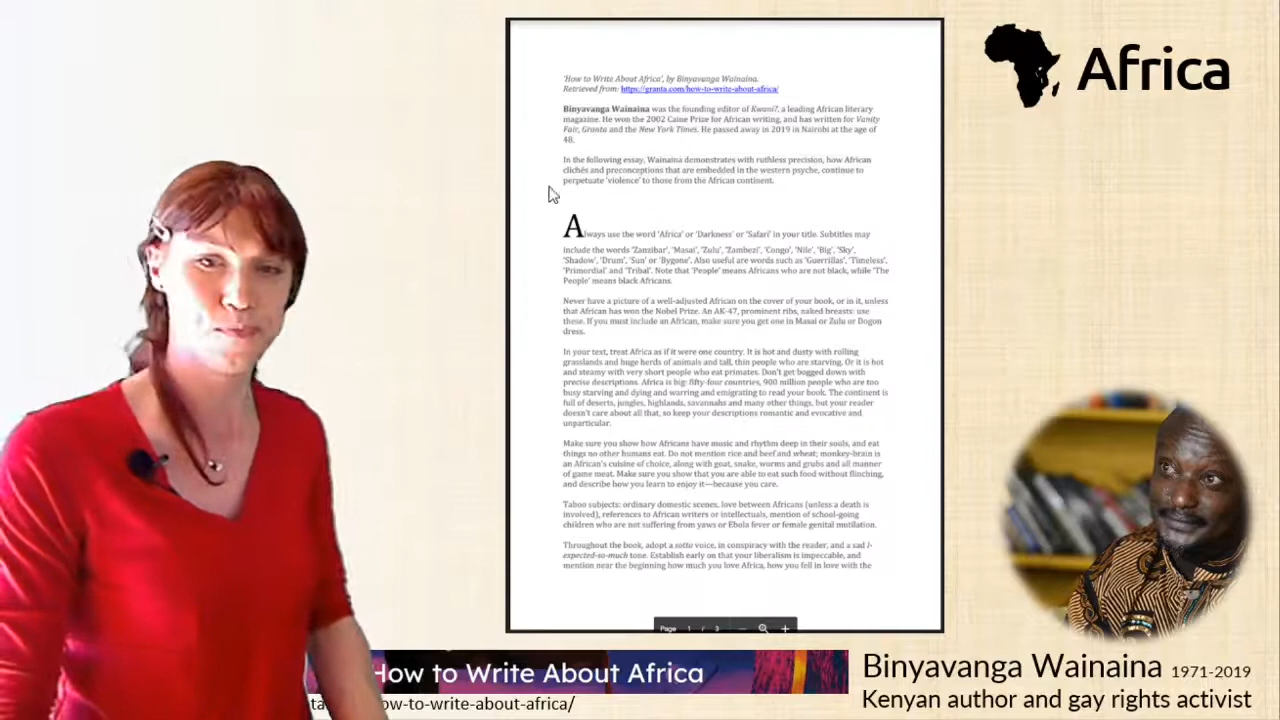 Africa
'How to Write About Africa', by Binyavanga Wainaina.
Retrieved from: https://granta.com/how-to-write-about-africa/
Binyavanga Wainaina was the founding editor of Kwani?, a leading African literary
magazine. He won the 2002 Caine Prize for African writing, and has written for Vanity
Fair, Granta and the New York Times. He passed away in 2019 in Nairobi at the age of
48.
In the following essay, Wainaina demonstrates with ruthless precision, how African
clichés and preconceptions that are embedded in the western psyche, continue to
perpetuate 'violence' to those from the African continent.
Always use the word 'Africa' or 'Darkness' or 'Safari' in your title. Subtitles may
include the words 'Zanzibar', 'Masai', 'Zulu', 'Zambezi', 'Congo', 'Nile', 'Big', 'Sky',
'Shadow', 'Drum', 'Sun' or 'Bygone'. Also useful are words such as 'Guerrillas', 'Timeless',
'Primordial' and 'Tribal'. Note that 'People' means Africans who are not black, while 'The
People' means black Africans.
Never have a picture of a well-adjusted African on the cover of your book, or in it, unless
that African has won the Nobel Prize. An AK-47, prominent ribs, naked breasts: use
these. If you must include an African, make sure you get one in Masai or Zulu or Dogon
dress.
In your text, treat Africa as if it were one country. It is hot and dusty with rolling
grasslands and huge herds of animals and tall, thin people who are starving. Or it is hot
and steamy with very short people who eat primates. Don't get bogged down with
precise descriptions. Africa is big: fifty-four countries, 900 million people who are too
busy starving and dying and warring and emigrating to read your book. The continent is
full of deserts, jungles, highlands, savannahs and many other things, but your reader
doesn't care about all that, so keep your descriptions romantic and evocative and
unparticular.
Make sure you show how Africans have music and rhythm deep in their souls, and eat
things no other humans eat. Do not mention rice and beef and wheat; monkey-brain is
an African's cuisine of choice, along with goat, snake, worms and grubs and all manner
of game meat. Make sure you show that you are able to eat such food without flinching,
and describe how you learn to enjoy it—because you care.
Taboo subjects: ordinary domestic scenes, love between Africans (unless a death is
involved), references to African writers or intellectuals, mention of school-going
children who are not suffering from yaws or Ebola fever or female genital mutilation.
Throughout the book, adopt a sotto voice, in conspiracy with the reader, and a sad I-
expected-so-much tone. Establish early on that your liberalism is impeccable, and
mention near the beginning how much you love Africa, how you fell in love with the
Page 1 / 3
How to Write About Africa
ow-to-write-about-africa/
Binyavanga Wainaina 1971-2019
Kenyan author and gay rights activist